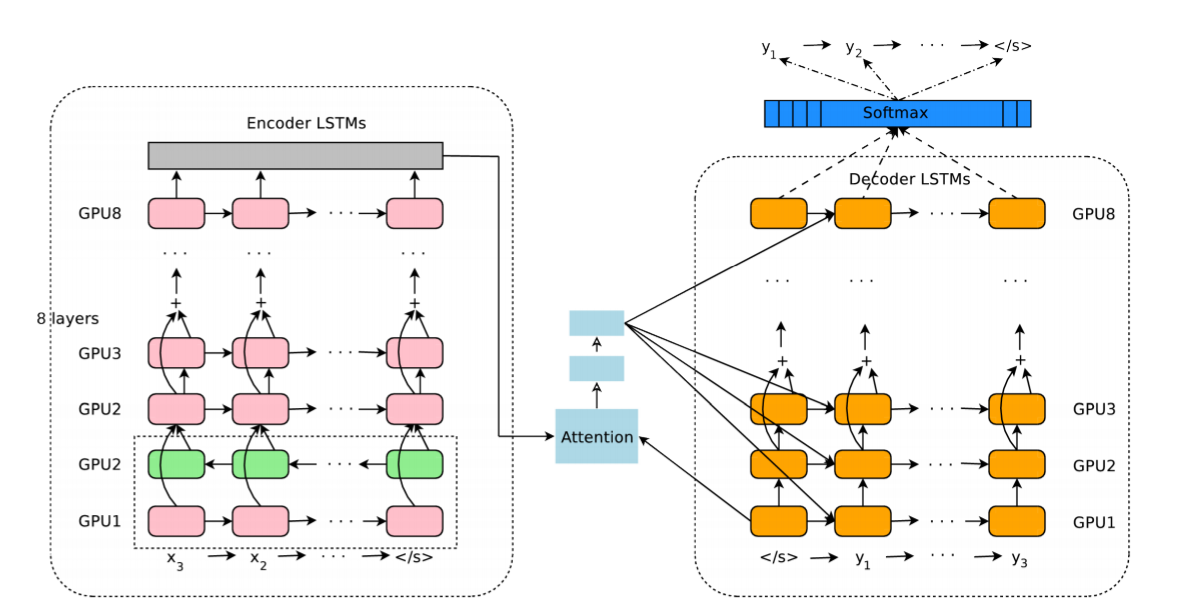 y1 y2 ... </s>
Softmax
Encoder LSTMs
Decoder LSTMs
GPU8
GPU8
...
...
...
...
+ + +
8 layers
GPU3
...
GPU2
...
GPU2
...
GPU1
...
x3 x2 ... </s>
Attention
+ + +
GPU3
GPU2
GPU1
</s> y1 ... y3